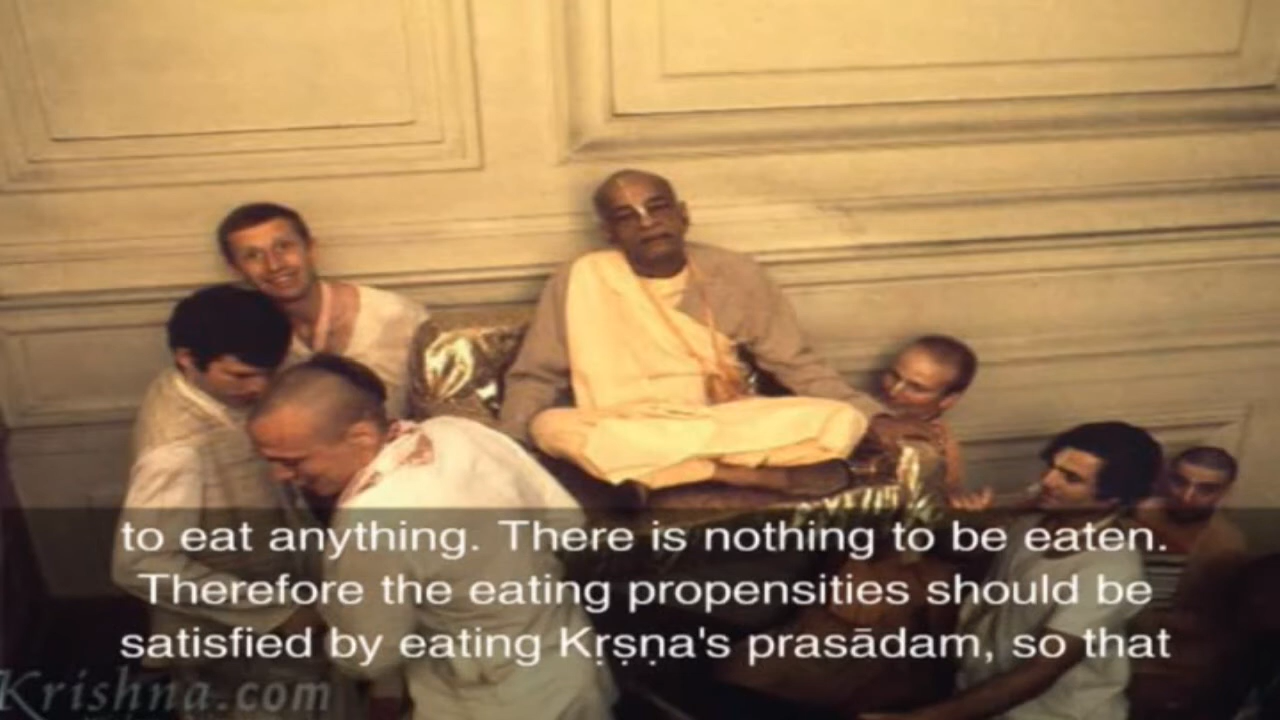 to eat anything. There is nothing to be eaten.
Therefore the eating propensities should be
satisfied by eating Kṛṣṇa's prasādam, so that
Krishna.com